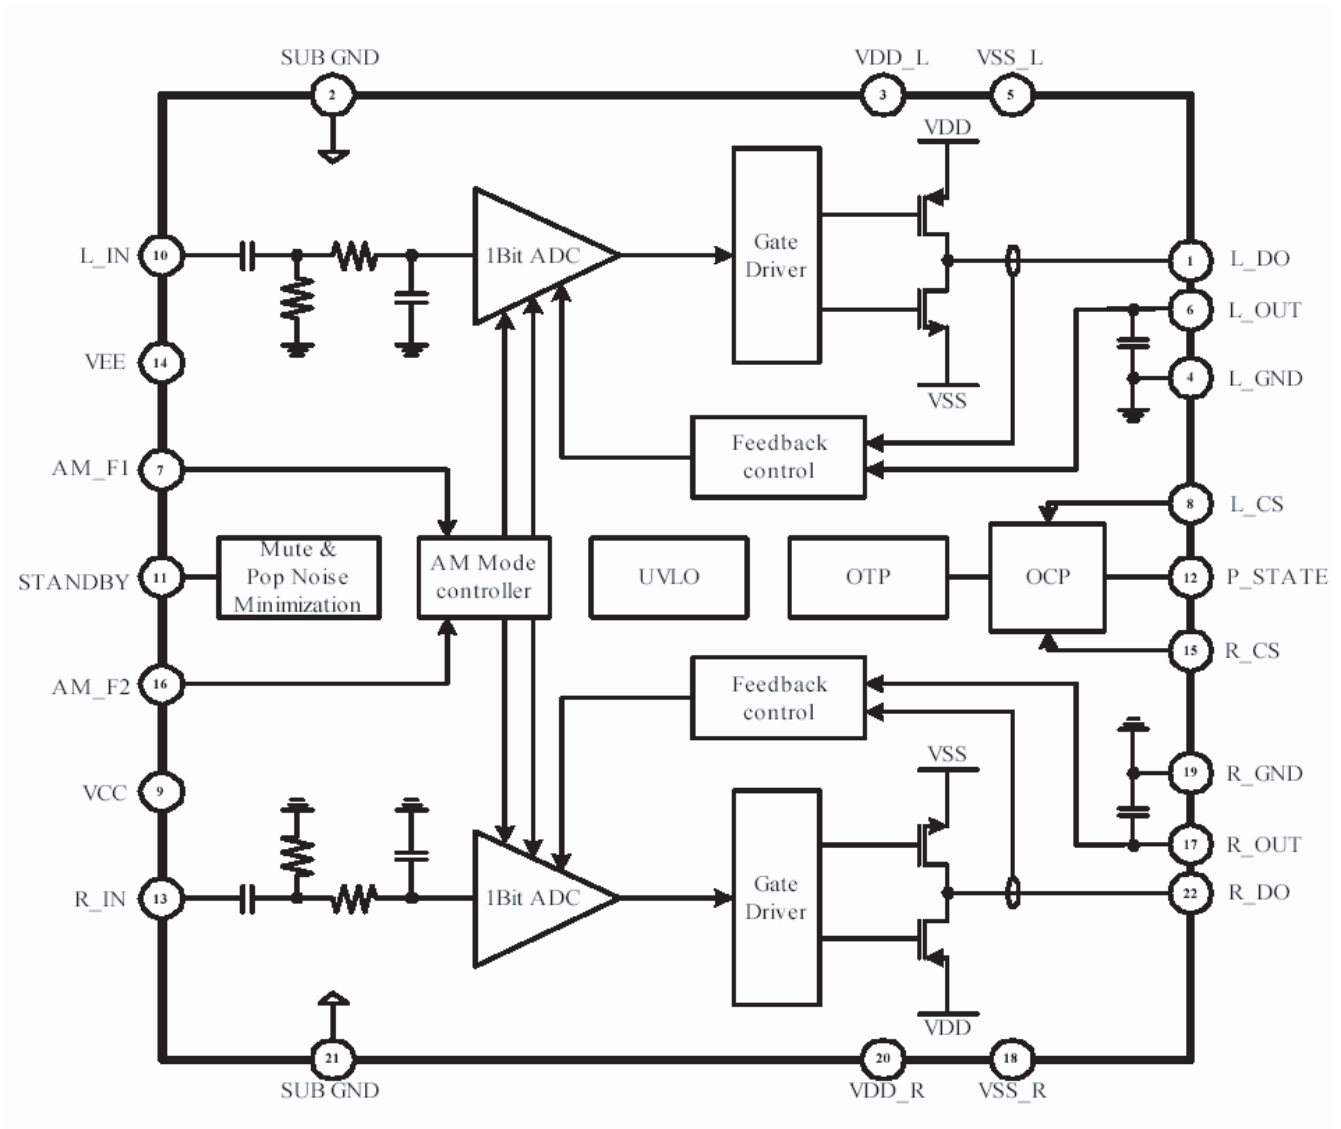 SUB GND
VDD_L
VSS_L
2
3
5
VDD
L_IN
10
1Bit ADC
Gate
Driver
1
L_DO
6
L_OUT
VEE
14
4
L_GND
VSS
Feedback
control
AM_F1
7
8
L_CS
STANDBY
11
Mute &
Pop Noise
Minimization
AM Mode
controller
UVLO
OTP
OCP
12
P_STATE
15
R_CS
AM_F2
16
Feedback
control
VSS
19
R_GND
VCC
9
17
R_OUT
R_IN
13
1Bit ADC
Gate
Driver
22
R_DO
VDD
21
20
18
SUB GND
VDD_R
VSS_R